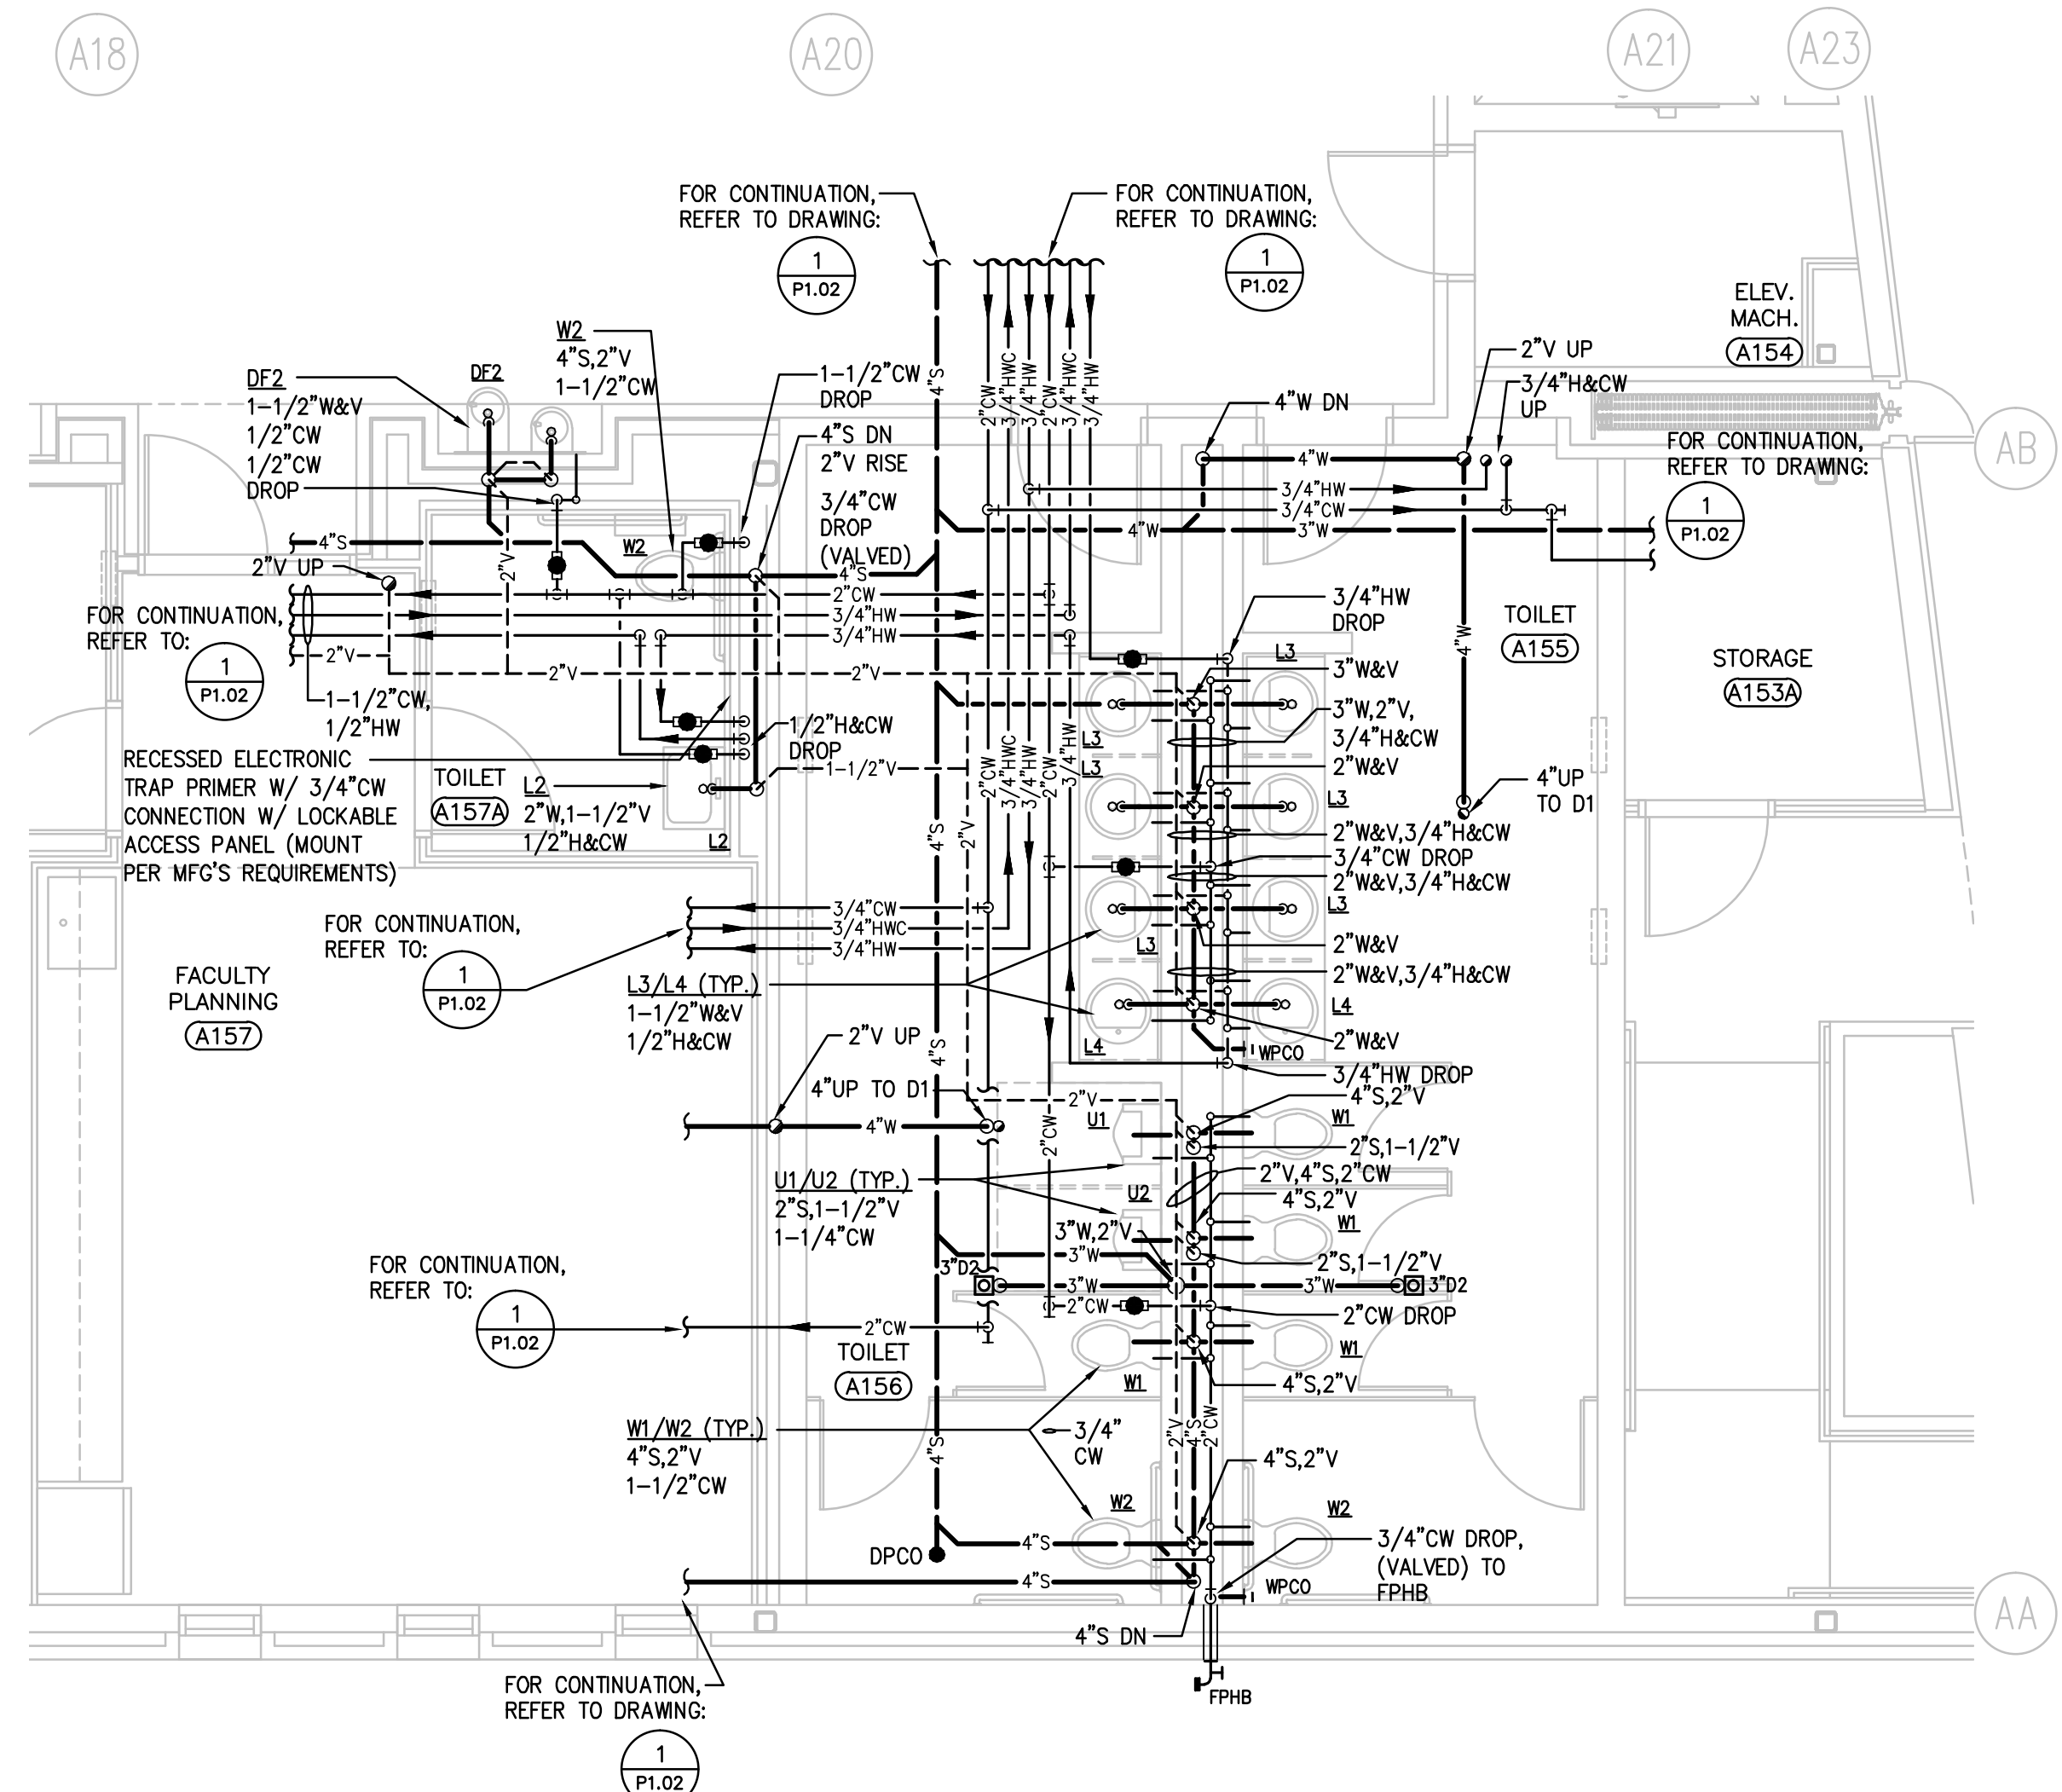 A18
A20
A21
A23
FOR CONTINUATION,
REFER TO DRAWING:
1
P1.02
FOR CONTINUATION,
REFER TO DRAWING:
1
P1.02
ELEV.
MACH.
A154
W2
4"S,2"V
1-1/2"CW
DF2
1-1/2"W&V
1/2"CW
1/2"CW
DROP
DF2
1-1/2"CW
DROP
4"S DN
2"V RISE
3/4"CW
DROP
(VALVED)
4"S
2"CW
3/4"HWC
3/4"HW
2"CW
3/4"HWC
3/4"HW
2"V UP
3/4"H&CW
UP
4"W DN
4"W
FOR CONTINUATION,
REFER TO DRAWING:
1
P1.02
AB
3/4"HW
3/4"CW
4"W
3"W
4"S
W2
2"V
2"V UP
4"S
2"CW
3/4"HW
3/4"HW
FOR CONTINUATION,
REFER TO:
1
P1.02
2"V
2"V
2"V
1-1/2"CW,
1/2"HW
3/4"HW
DROP
TOILET
A155
4"W
STORAGE
A153A
L3
3"W&V
3"W,2"V,
3/4"H&CW
L3
L3
2"W&V
L3
4"UP
TO D1
1/2"H&CW
DROP
1-1/2"V
RECESSED ELECTRONIC
TRAP PRIMER W/ 3/4"CW
CONNECTION W/ LOCKABLE
ACCESS PANEL (MOUNT
PER MFG'S REQUIREMENTS)
TOILET
A157A
L2
2"W,1-1/2"V
1/2"H&CW
L2
4"S
2"V
2"CW
3/4"HWC
3/4"HW
2"CW
3/4"HW
2"W&V,3/4"H&CW
3/4"CW DROP
2"W&V,3/4"H&CW
L3
L3
2"W&V
2"W&V,3/4"H&CW
3/4"CW
3/4"HWC
3/4"HW
FOR CONTINUATION,
REFER TO:
1
P1.02
FACULTY
PLANNING
A157
L3/L4 (TYP.)
1-1/2"W&V
1/2"H&CW
L4
L4
2"W&V
WPCO
3/4"HW DROP
4"S
2"V UP
4"UP TO D1
4"W
2"V
2"CW
U1
4"S,2"V
W1
2"S,1-1/2"V
2"V,4"S,2"CW
U1/U2 (TYP.)
2"S,1-1/2"V
1-1/4"CW
U2
4"S,2"V
W1
3"W,2"V
3"W
2"S,1-1/2"V
3"D2
3"W
3"W
3"D2
2"CW
2"CW DROP
FOR CONTINUATION,
REFER TO:
1
P1.02
2"CW
TOILET
A156
W1
W1
4"S,2"V
W1/W2 (TYP.)
4"S,2"V
1-1/2"CW
4"S
3/4"
CW
2"V
4"S
2"CW
4"S,2"V
W2
W2
DPCO
4"S
4"S
3/4"CW DROP,
(VALVED) TO
FPHB
WPCO
AA
4"S DN
FPHB
FOR CONTINUATION,
REFER TO DRAWING:
1
P1.02